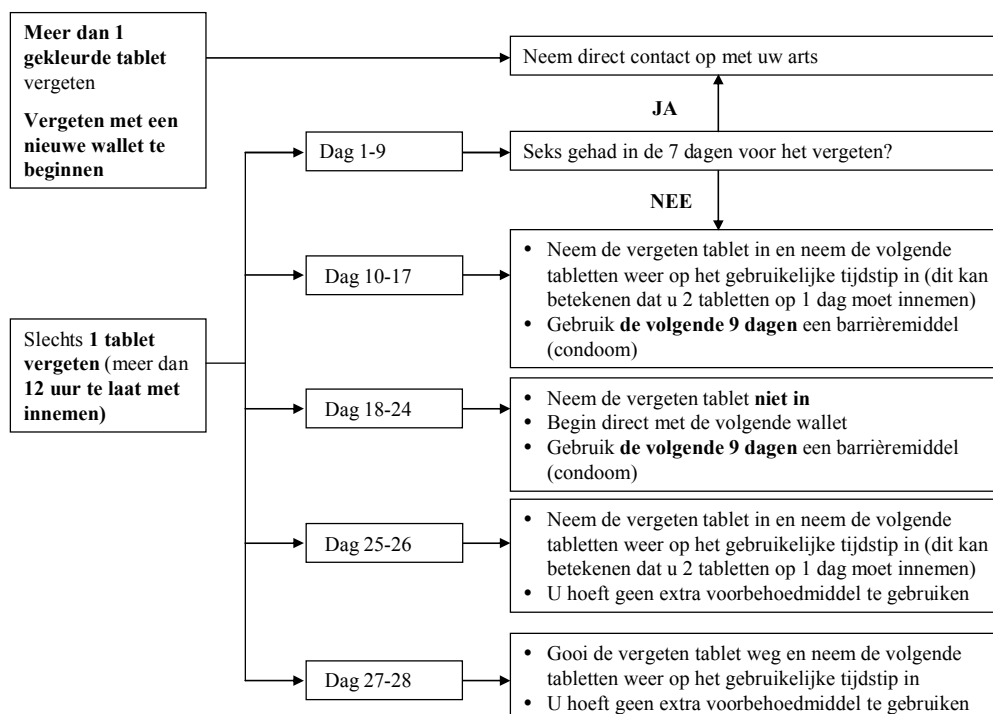 Meer dan 1
gekleurde tablet
vergeten
Vergeten met een
nieuwe wallet te
beginnen
Neem direct contact op met uw arts
JA
Dag 1-9
Seks gehad in de 7 dagen voor het vergeten?
NEE
Dag 10-17
• Neem de vergeten tablet in en neem de volgende
tabletten weer op het gebruikelijke tijdstip in (dit kan
betekenen dat u 2 tabletten op 1 dag moet innemen)
• Gebruik de volgende 9 dagen een barrièremiddel
(condoom)
Slechts 1 tablet
vergeten (meer dan
12 uur te laat met
innemen)
Dag 18-24
• Neem de vergeten tablet niet in
• Begin direct met de volgende wallet
• Gebruik de volgende 9 dagen een barrièremiddel
(condoom)
Dag 25-26
• Neem de vergeten tablet in en neem de volgende
tabletten weer op het gebruikelijke tijdstip in (dit kan
betekenen dat u 2 tabletten op 1 dag moet innemen)
• U hoeft geen extra voorbehoedmiddel te gebruiken
Dag 27-28
• Gooi de vergeten tablet weg en neem de volgende
tabletten weer op het gebruikelijke tijdstip in
• U hoeft geen extra voorbehoedmiddel te gebruiken